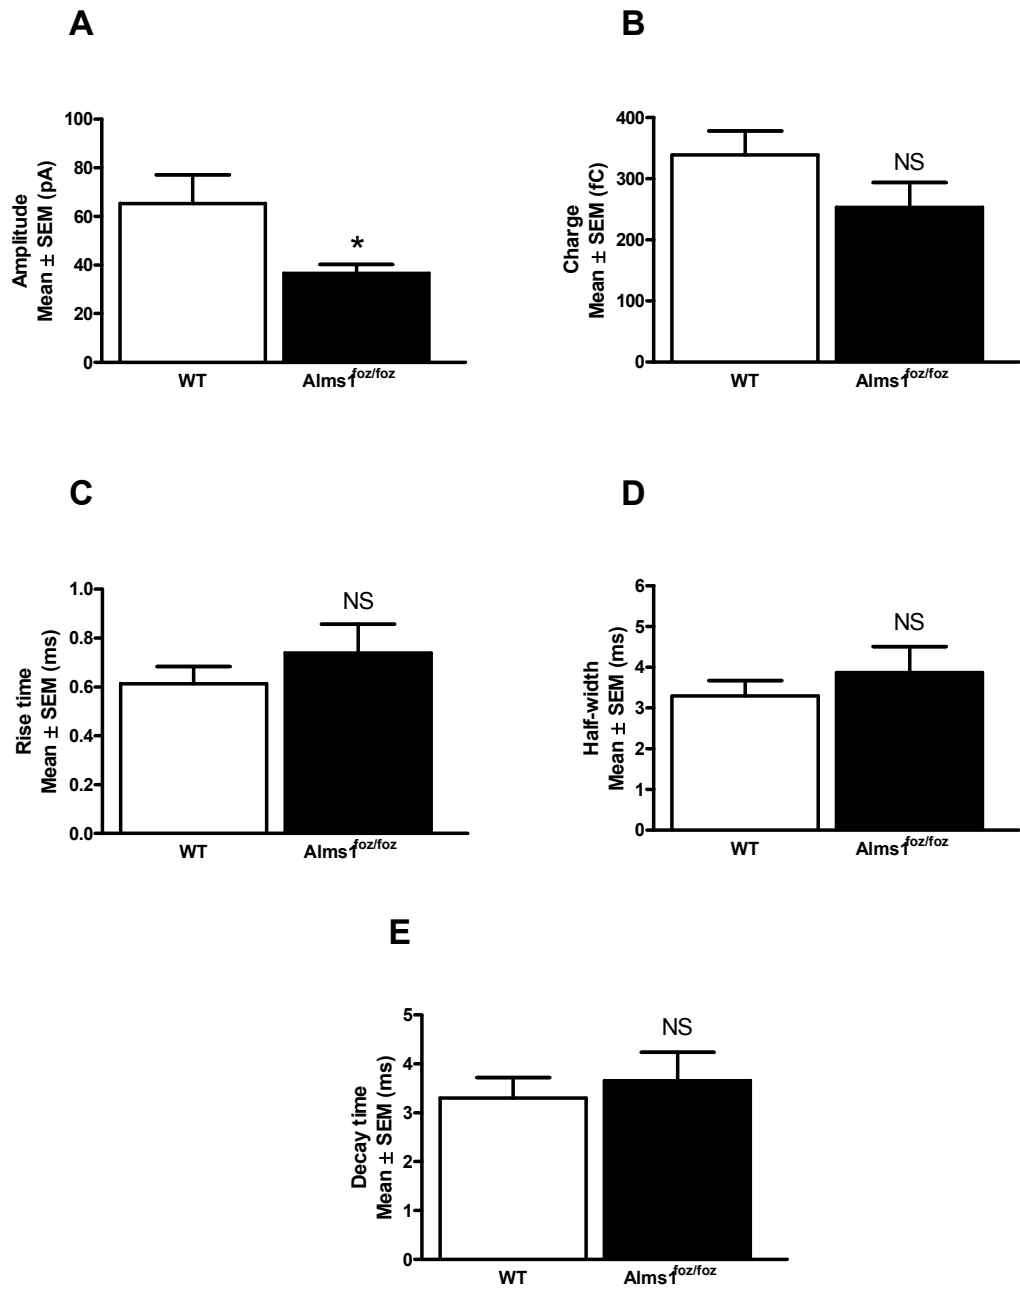 A
Amplitude
Mean ± SEM (pA)
100
80
60
40
20
0
*
WT
Alms1foz/foz
B
Charge
Mean ± SEM (fC)
400
300
200
100
0
NS
WT
Alms1foz/foz
C
Rise time
Mean ± SEM (ms)
1.0
0.8
0.6
0.4
0.2
0.0
NS
WT
Alms1foz/foz
D
Half-width
Mean ± SEM (ms)
6
5
4
3
2
1
0
NS
WT
Alms1foz/foz
E
Decay time
Mean ± SEM (ms)
5
4
3
2
1
0
NS
WT
Alms1foz/foz